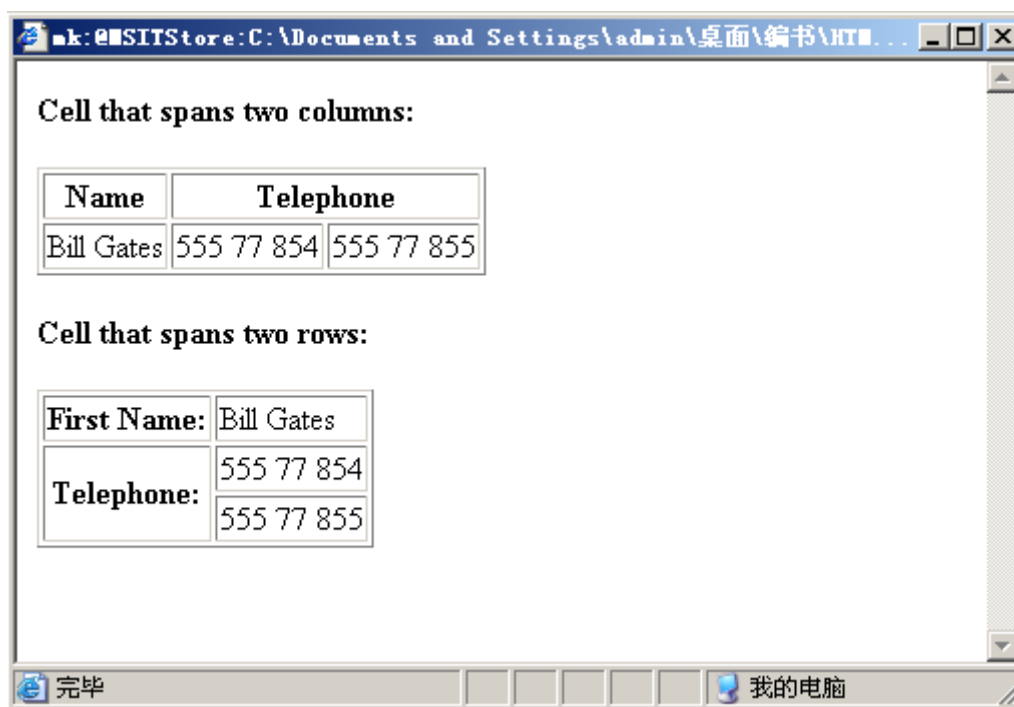 mk:@MSITStore:C:\Documents and Settings\admin\桌面\编书\HTM...
Cell that spans two columns:
Name Telephone
Bill Gates 555 77 854 555 77 855
Cell that spans two rows:
First Name: Bill Gates
Telephone: 555 77 854
555 77 855
完毕 我的电脑